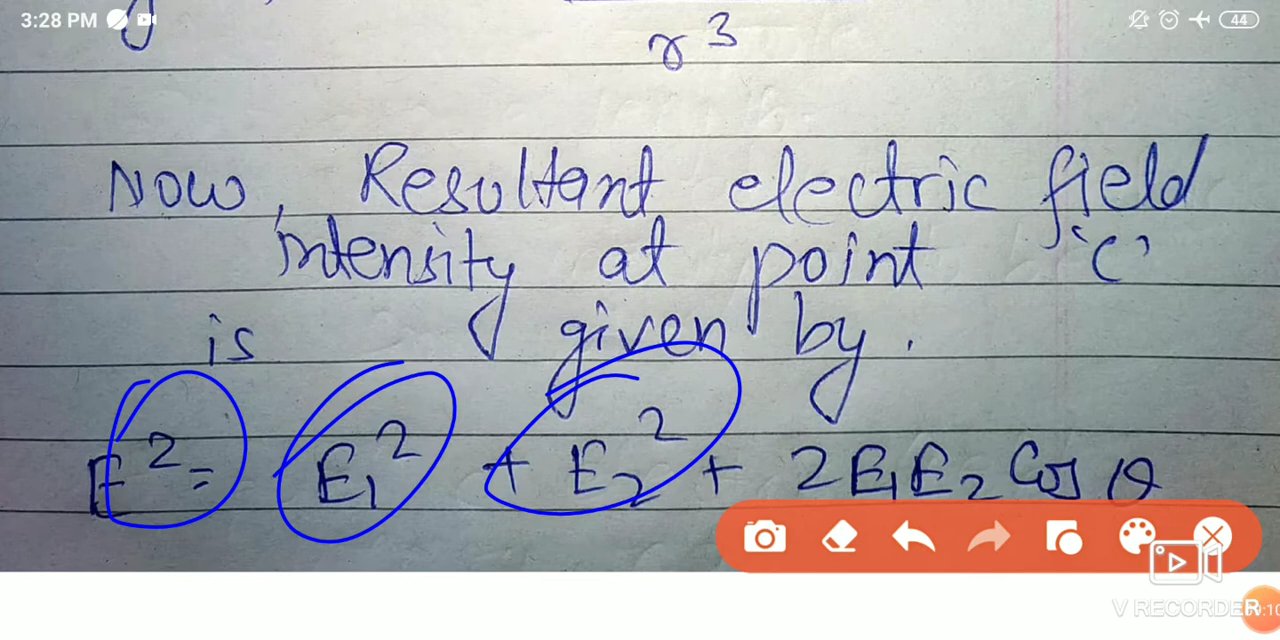 3:28 PM 44
r³
Now, Resultant electric field
intensity at point 'C'
is given by.
E² = E₁² + E₂² + 2E₁E₂ Cos θ
V RECORDER